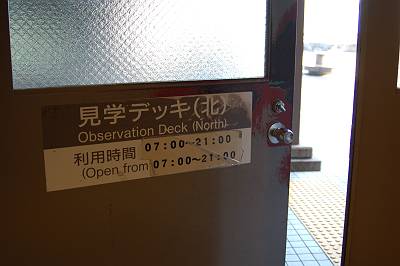 見学デッキ(北)
Observation Deck (North)
利用時間 07:00~21:00
(Open from 07:00~21:00